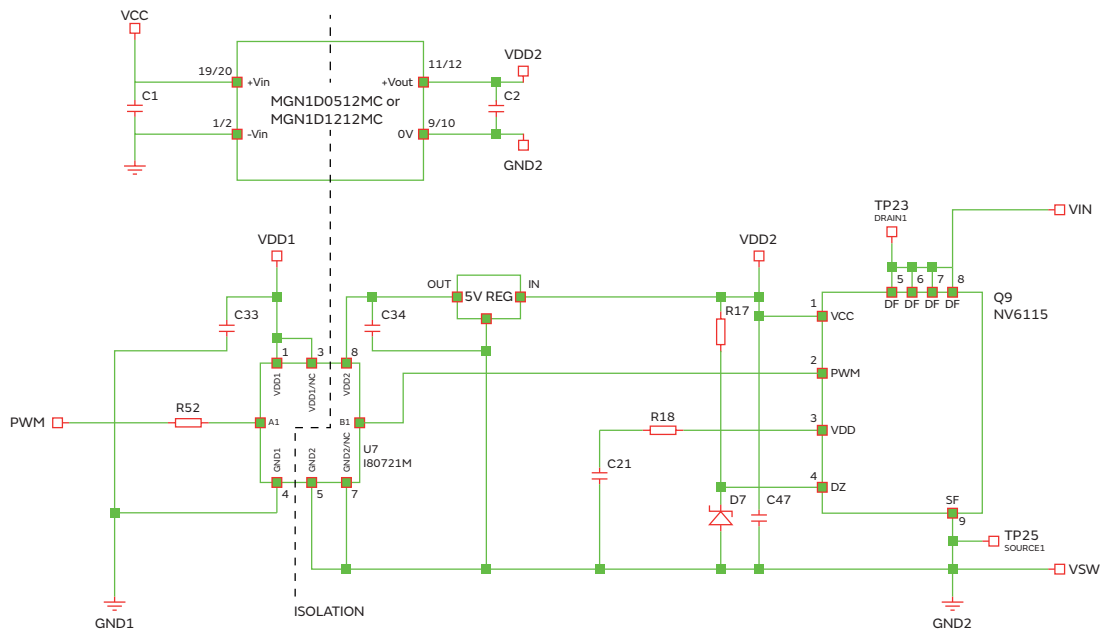 VCC
19/20
+Vin
C1
1/2
-Vin
MGN1D0512MC or
MGN1D1212MC
11/12
+Vout
VDD2
C2
9/10
0V
GND2
VDD1
C33
1
3
8
VDD1
VDD1/NC
VDD2
OUT
5V REG
IN
C34
PWM
R52
A1
B1
GND1
GND2
GND2/NC
4
5
7
U7
I80721M
GND1
ISOLATION
VDD2
R17
R18
C21
D7
C47
TP23
DRAIN1
5
6
7
8
DF
DF
DF
DF
VIN
Q9
NV6115
1
VCC
2
PWM
3
VDD
4
DZ
SF
9
TP25
SOURCE1
VSW
GND2